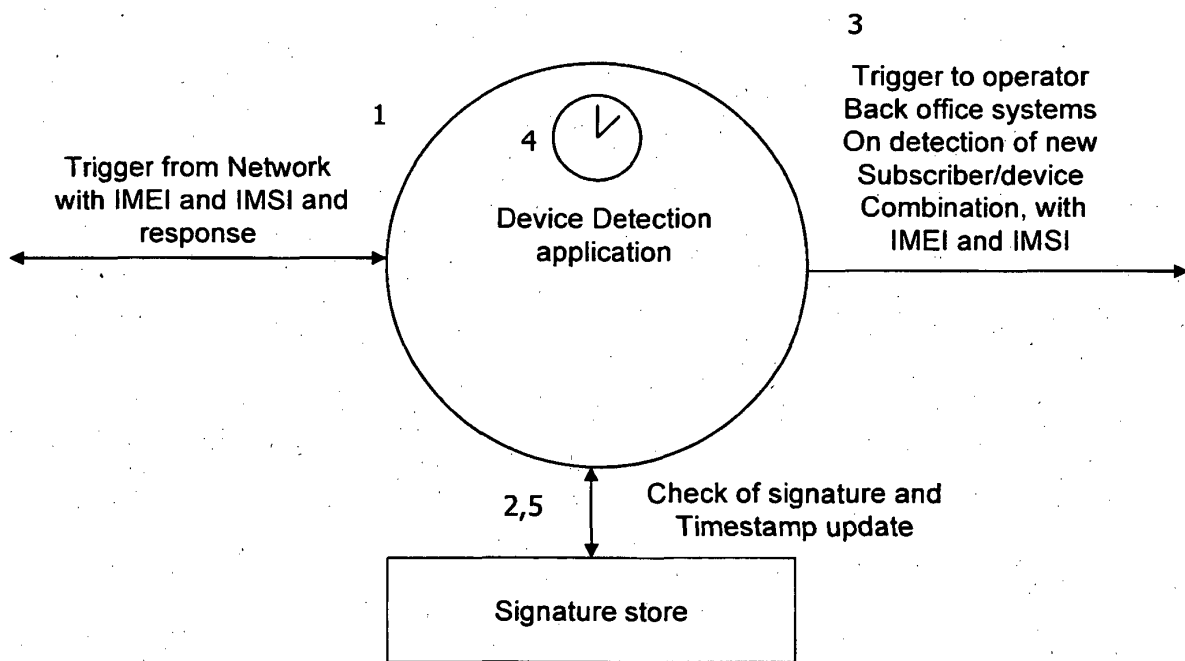 3
Trigger to operator
Back office systems
On detection of new
Subscriber/device
Combination, with
IMEI and IMSI
1
4
Trigger from Network
with IMEI and IMSI and
response
Device Detection
application
2,5
Check of signature and
Timestamp update
Signature store